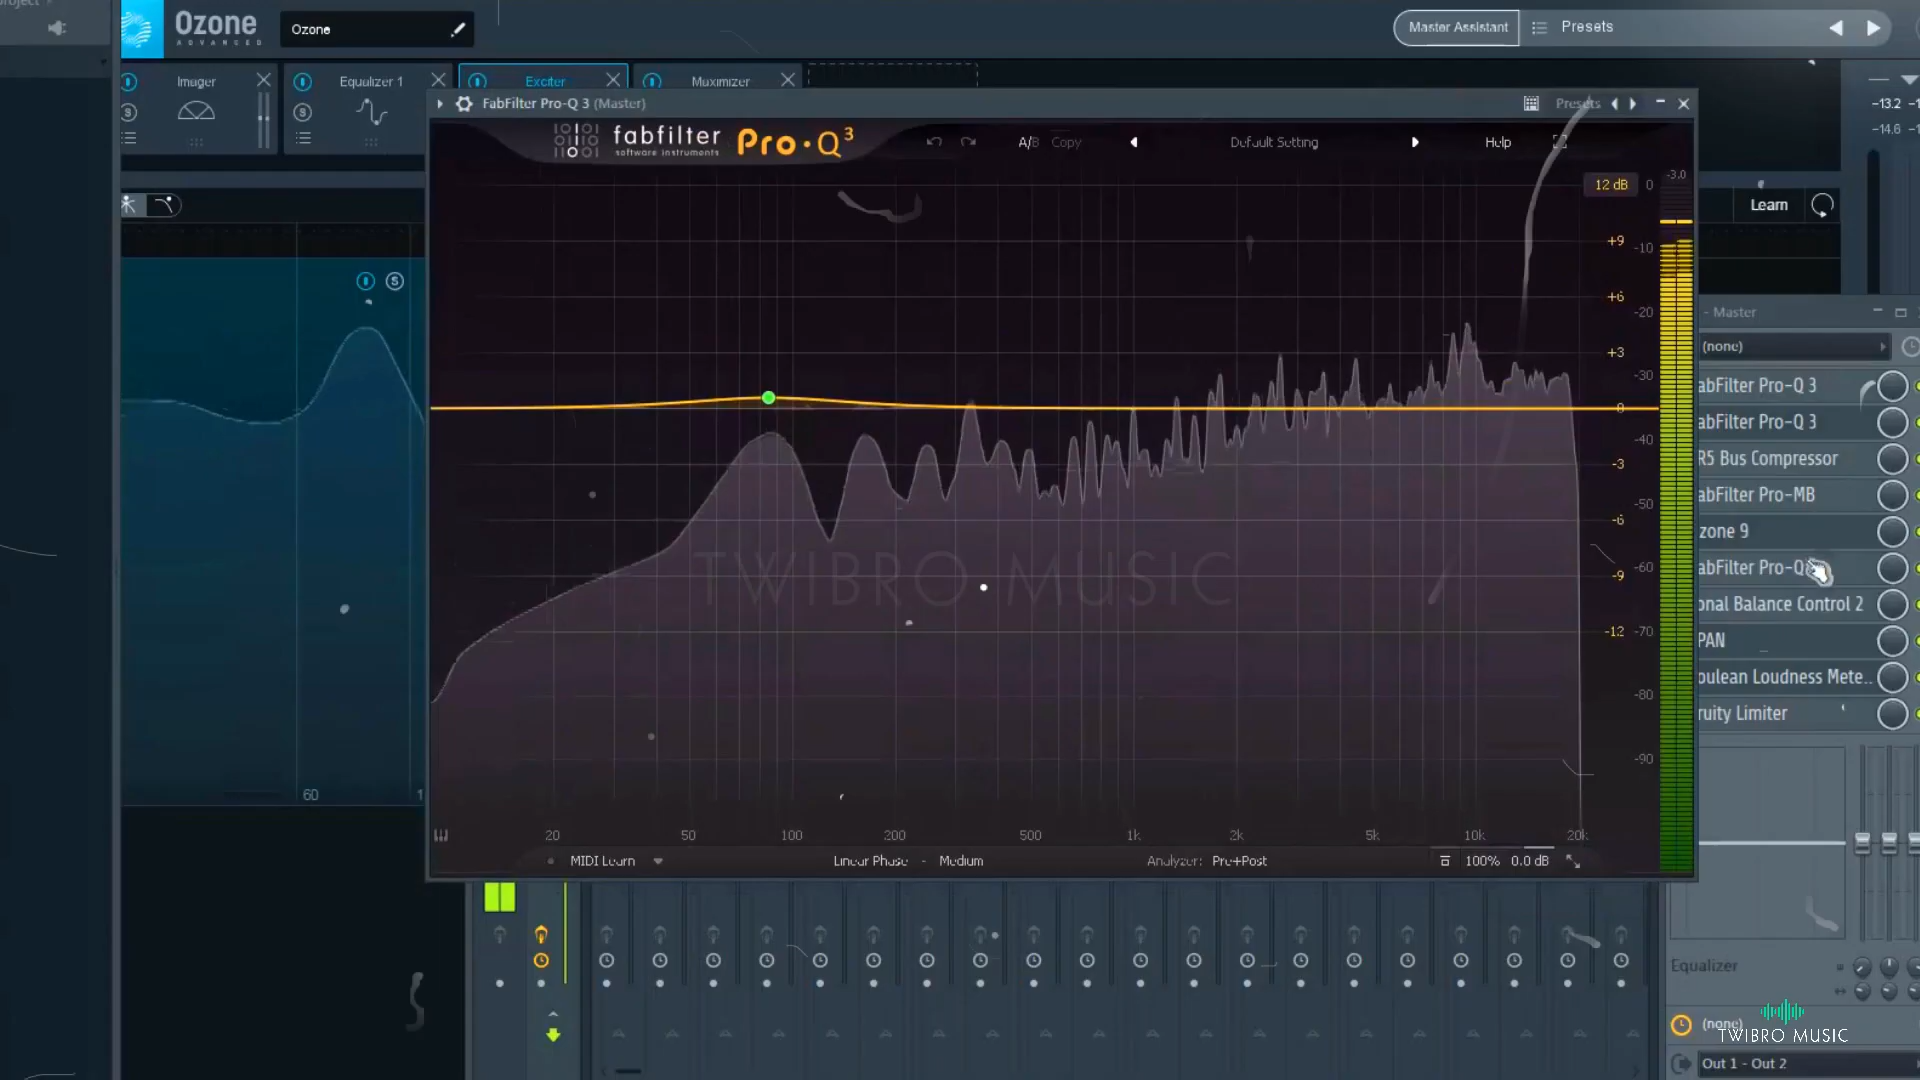 roject
Ozone
ADVANCED
Ozone
Master Assistant
Presets
Imager
Equalizer 1
Exciter
Maximizer
S
S
-13.2
-14.6
FabFilter Pro-Q 3 (Master)
Presets
fabfilter
software instruments
Pro·Q3
A/B
Copy
Default Setting
Help
Learn
S
12 dB
0
-3.0
+9
-10
+6
-20
+3
-30
0
-40
-3
-50
-6
-60
-9
-12
-70
-80
-90
TWIBRO MUSIC
60
20
50
100
200
500
1k
2k
5k
10k
20k
MIDI Learn
Linear Phase - Medium
Analyzer: Pre+Post
100%
0.0 dB
- Master
(none)
abFilter Pro-Q 3
abFilter Pro-Q 3
R5 Bus Compressor
abFilter Pro-MB
zone 9
abFilter Pro-Q
onal Balance Control 2
PAN
oulean Loudness Mete..
ruity Limiter
Equalizer
(none)
TWIBRO MUSIC
Out 1 - Out 2